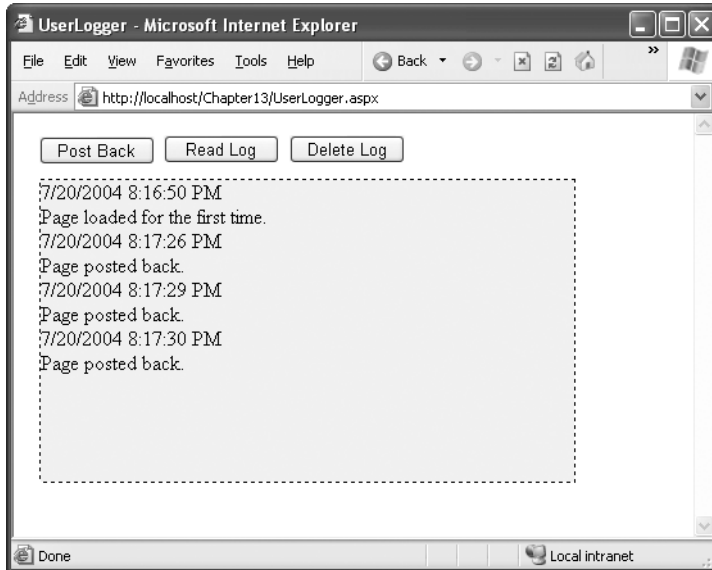 UserLogger - Microsoft Internet Explorer
File Edit View Favorites Tools Help Back »
Address http://localhost/Chapter13/UserLogger.aspx
Post Back Read Log Delete Log
7/20/2004 8:16:50 PM
Page loaded for the first time.
7/20/2004 8:17:26 PM
Page posted back.
7/20/2004 8:17:29 PM
Page posted back.
7/20/2004 8:17:30 PM
Page posted back.
Done Local intranet